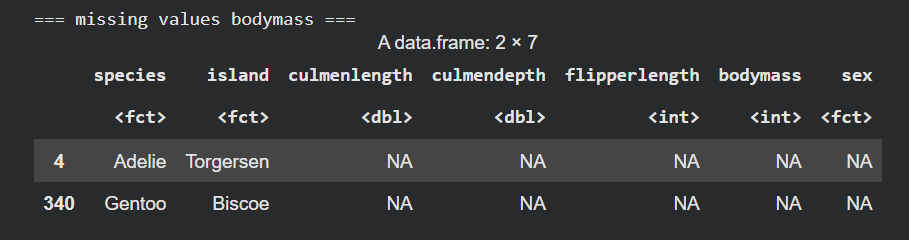 === missing values bodymass ===
A data.frame: 2 × 7
species island culmenlength culmendepth flipperlength bodymass sex
<fct> <fct> <dbl> <dbl> <int> <int> <fct>
4 Adelie Torgersen NA NA NA NA NA
340 Gentoo Biscoe NA NA NA NA NA